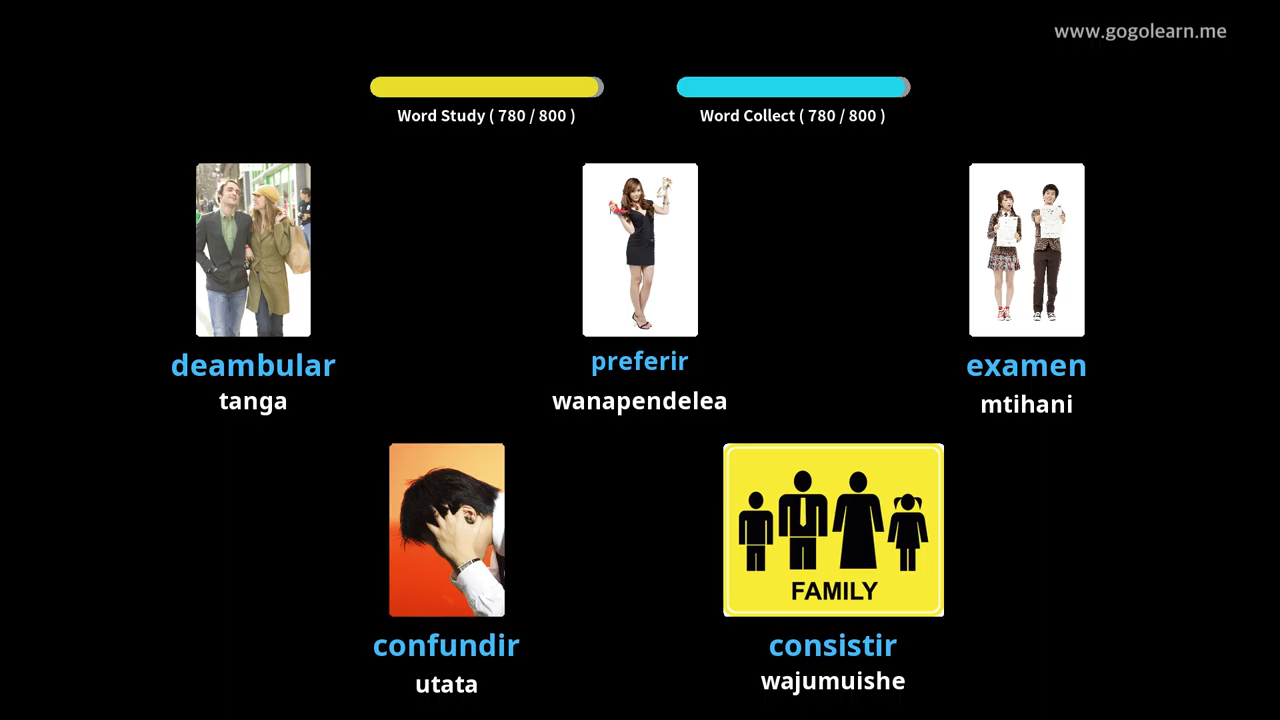 www.gogolearn.me
Word Study ( 780 / 800 )
Word Collect ( 780 / 800 )
deambular
tanga
preferir
wanapendelea
examen
mtihani
FAMILY
confundir
utata
consistir
wajumuishe